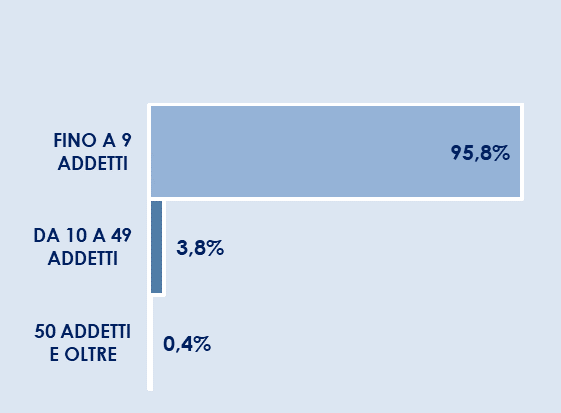 FINO A 9
ADDETTI
95,8%
DA 10 A 49
ADDETTI
3,8%
50 ADDETTI
E OLTRE
0,4%